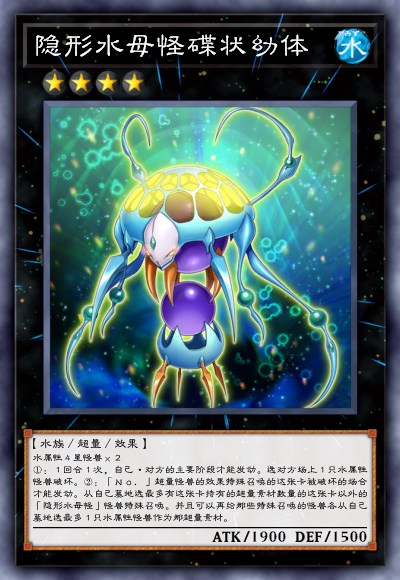 隐形水母怪碟状幼体
水
【水族／超量／效果】
水属性４星怪兽×２
①：１回合１次，自己·对方的主要阶段才能发动。选对方场上１只水属性
怪兽破坏。②：「Ｎｏ．」超量怪兽的效果特殊召唤的这张卡被破坏的场合
才能发动。从自己墓地选最多有这张卡持有的超量素材数量的这张卡以外的
「隐形水母怪」怪兽特殊召唤。并且可以再给那些特殊召唤的怪兽各从自己
墓地选最多１只水属性怪兽作为那超量素材。
ATK/1900 DEF/1500